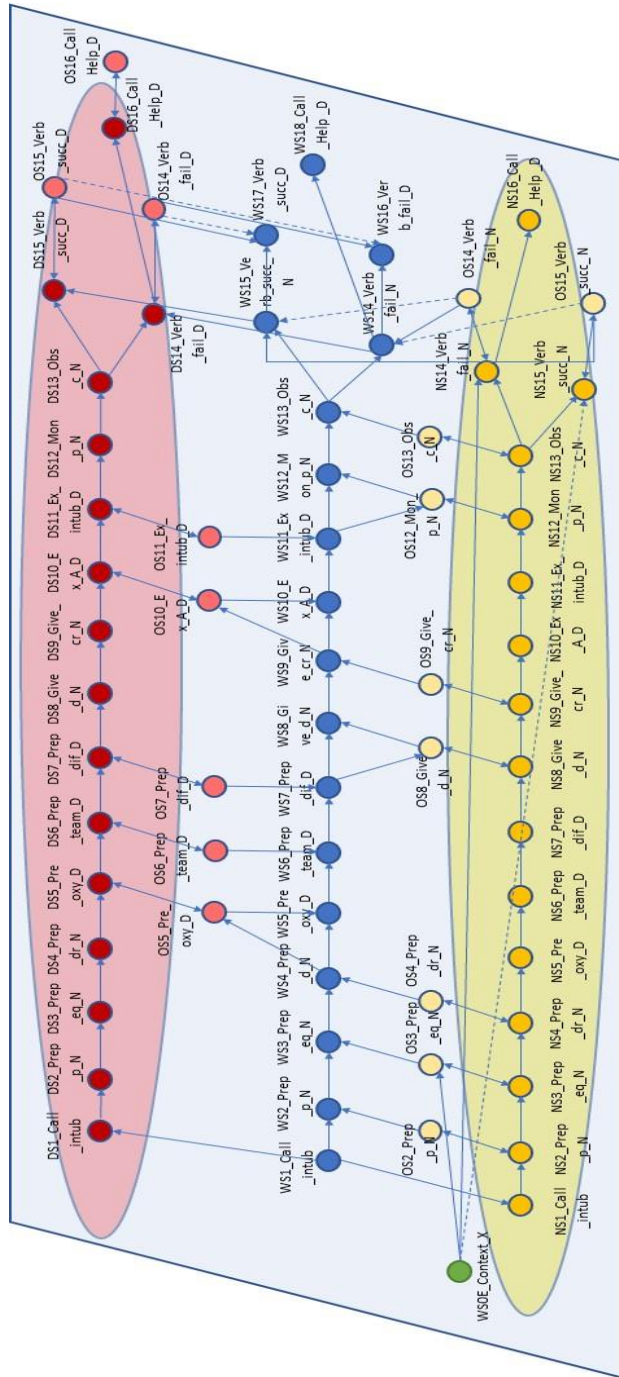 DS1_Call
_intub
DS2_Prep
_p_N
DS3_Prep
_eq_N
DS4_Prep
_dr_N
DS5_Pre
_oxy_D
DS6_Prep
_team_D
DS7_Prep
_dif_D
DS8_Give
_d_N
DS9_Give_
cr_N
DS10_E
x_A_D
DS11_Ex_
intub_D
DS12_Mon
_p_N
DS13_Obs
_c_N
DS15_Verb
_succ_D
DS14_Verb
_fail_D
OS15_Verb
_succ_D
OS14_Verb
_fail_D
DS16_Call
_Help_D
OS16_Call
Help_D
OS5_Pre_
oxy_D
OS6_Prep
_team_D
OS7_Prep
_dif_D
OS10_E
x_A_D
OS11_Ex_
intub_D
WS1_Call
_intub
WS2_Prep
_p_N
WS3_Prep
_eq_N
WS4_Prep
_d_N
WS5_Pre
_oxy_D
WS6_Prep
_team_D
WS7_Prep
_dif_D
WS8_Gi
ve_d_N
WS9_Giv
e_cr_N
WS10_E
x_A_D
WS11_Ex
_intub_D
WS12_M
on_p_N
WS13_Obs
_c_N
WS15_Ve
rb_succ_
N
WS14_Verb
_fail_N
WS17_Verb
_succ_D
WS16_Ver
b_fail_D
WS18_Call
_Help_D
OS2_Prep
_p_N
OS3_Prep
_eq_N
OS4_Prep
_dr_N
OS8_Give_
d_N
OS9_Give_
cr_N
OS12_Mon_
p_N
OS13_Obs
_c_N
OS14_Verb
_fail_N
OS15_Verb
_succ_N
WS0E_Context_X
NS1_Call
_intub
NS2_Prep
_p_N
NS3_Prep
_eq_N
NS4_Prep
_dr_N
NS5_Pre
_oxy_D
NS6_Prep
_team_D
NS7_Prep
_dif_D
NS8_Give
_d_N
NS9_Give_
cr_N
NS10_Ex
_A_D
NS11_Ex_
intub_D
NS12_Mon
_p_N
NS13_Obs
_c_N
NS14_Verb
_fail_N
NS15_Verb
_succ_N
NS16_Call
_Help_D